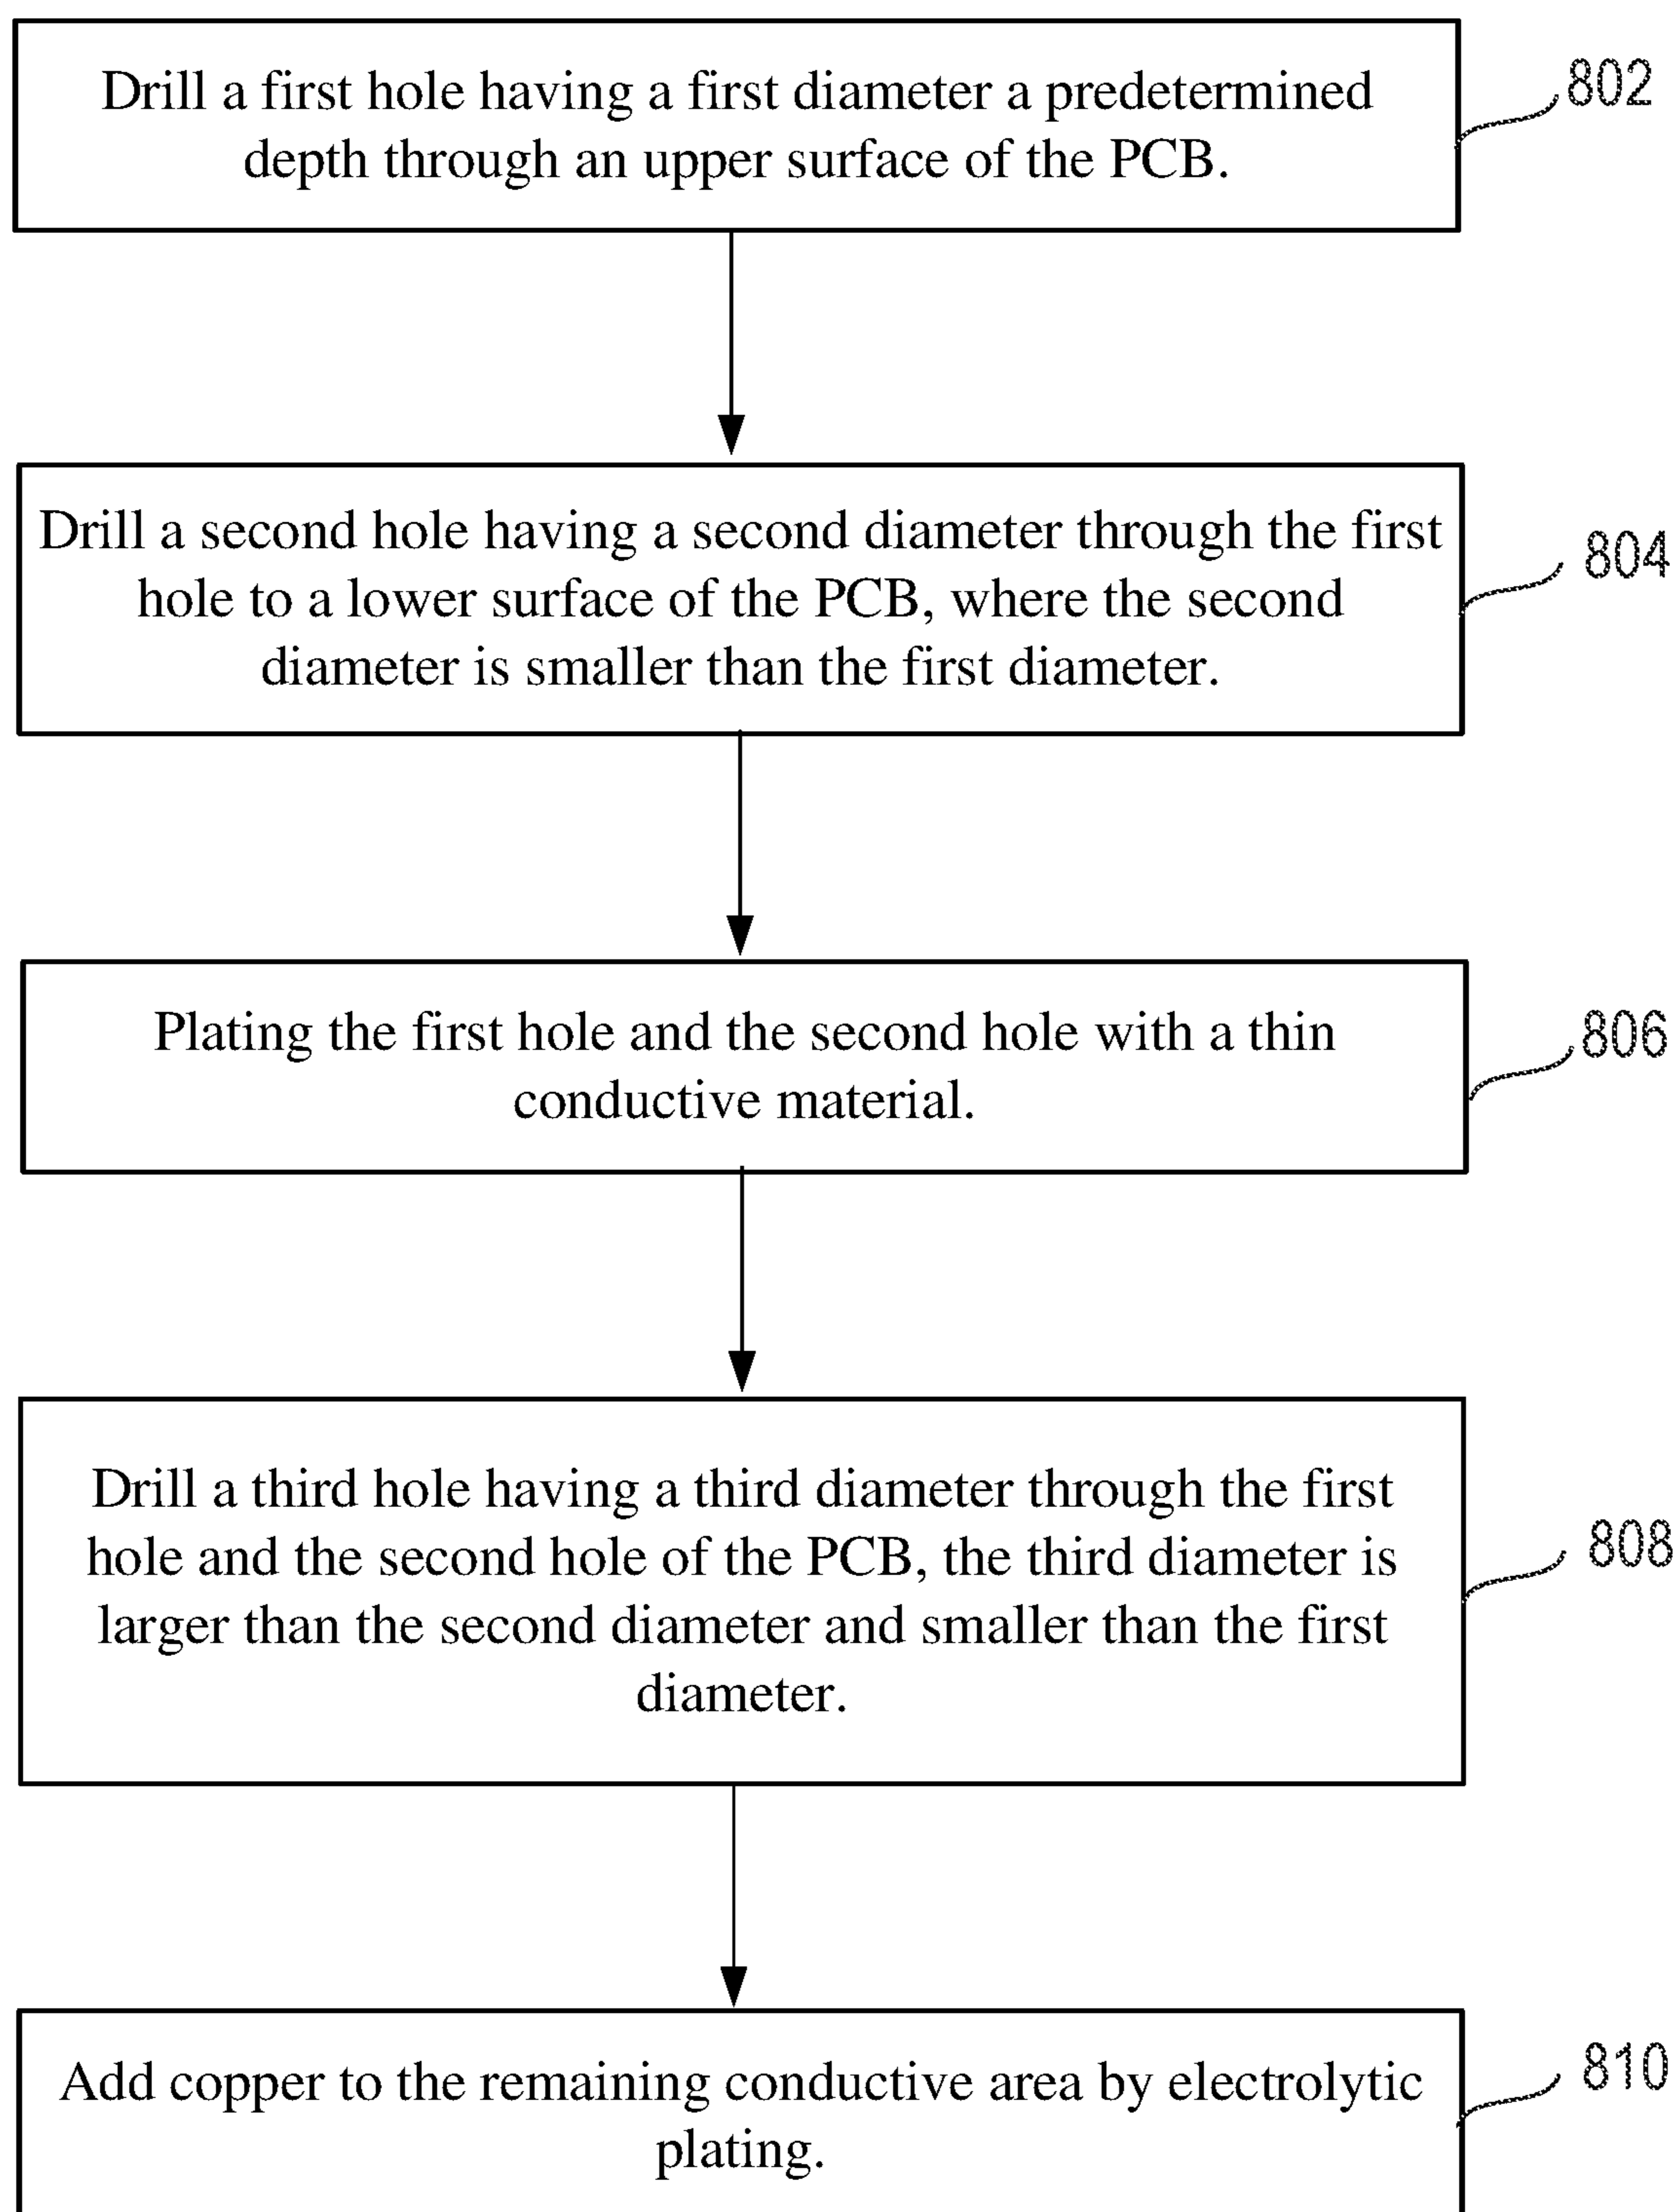 Drill a first hole having a first diameter a predetermined
depth through an upper surface of the PCB.
802
Drill a second hole having a second diameter through the first
hole to a lower surface of the PCB, where the second
diameter is smaller than the first diameter.
804
Plating the first hole and the second hole with a thin
conductive material.
806
Drill a third hole having a third diameter through the first
hole and the second hole of the PCB, the third diameter is
larger than the second diameter and smaller than the first
diameter.
808
Add copper to the remaining conductive area by electrolytic
plating.
810